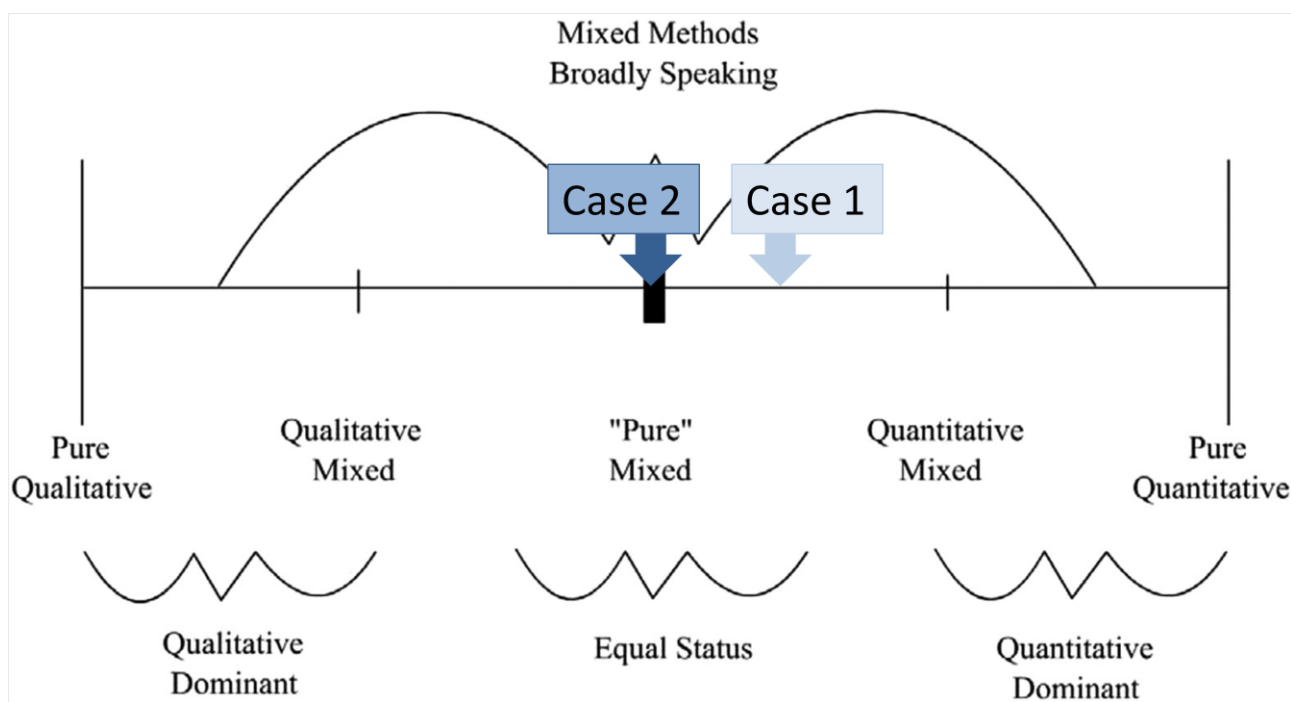 Mixed Methods
Broadly Speaking
Case 2
Case 1
Pure
Qualitative
Qualitative
Mixed
"Pure"
Mixed
Quantitative
Mixed
Pure
Quantitative
Qualitative
Dominant
Equal Status
Quantitative
Dominant